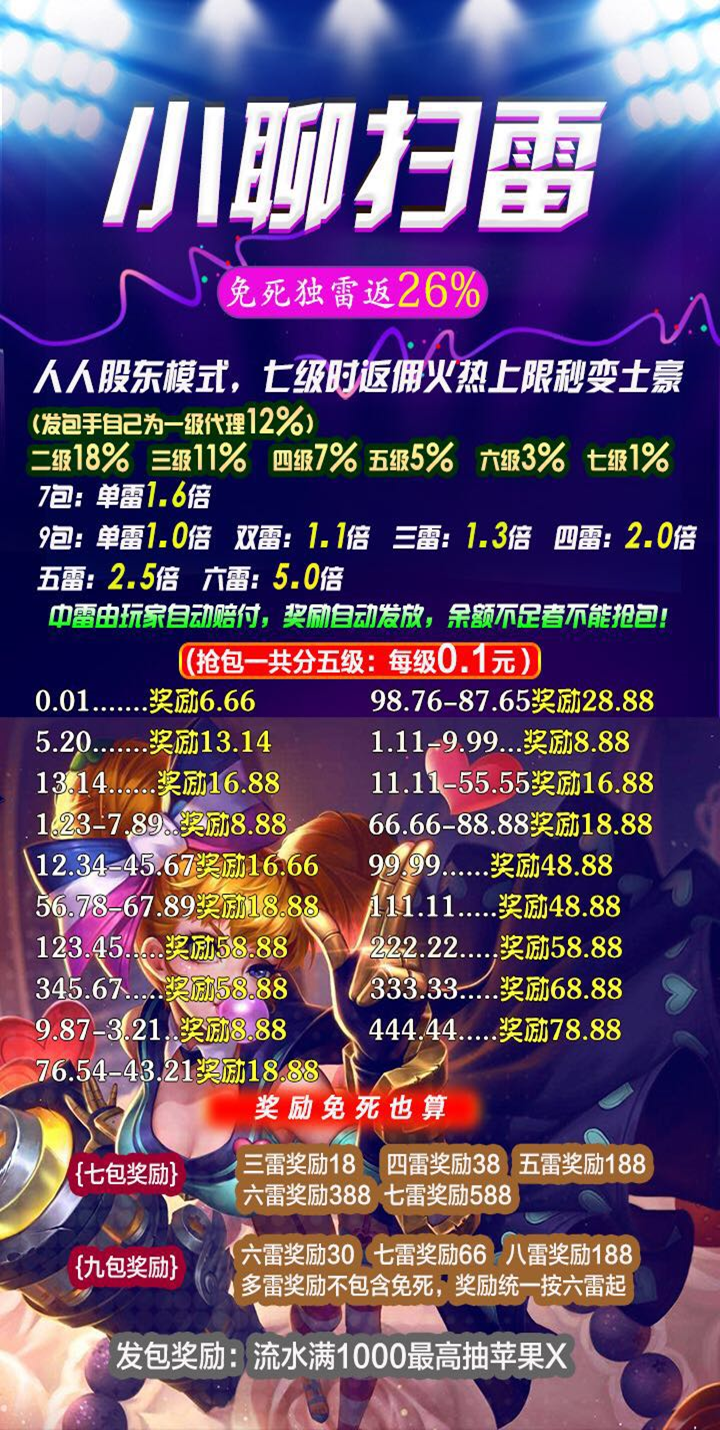 小聊扫雷
免死独雷返26%
人人股东模式，七级时返佣火热上限秒变土豪
(发包手自己为一级代理12%)
二级18% 三级11% 四级7% 五级5% 六级3% 七级1%
7包：单雷1.6倍
9包：单雷1.0倍 双雷：1.1倍 三雷：1.3倍 四雷：2.0倍
五雷：2.5倍 六雷：5.0倍
中雷由玩家自动赔付，奖励自动发放，余额不足者不能抢包！
(抢包一共分五级：每级0.1元)
0.01.......奖励6.66 98.76-87.65奖励28.88
5.20.......奖励13.14 1.11-9.99...奖励8.88
13.14......奖励16.88 11.11-55.55奖励16.88
1.23-7.89..奖励8.88 66.66-88.88奖励18.88
12.34-45.67奖励16.66 99.99......奖励48.88
56.78-67.89奖励18.88 111.11.....奖励48.88
123.45.....奖励58.88 222.22.....奖励58.88
345.67.....奖励58.88 333.33.....奖励68.88
9.87-3.21..奖励8.88 444.44.....奖励78.88
76.54-43.21奖励18.88
奖励免死也算
{七包奖励} 三雷奖励18 四雷奖励38 五雷奖励188
六雷奖励388 七雷奖励588
{九包奖励} 六雷奖励30 七雷奖励66 八雷奖励188
多雷奖励不包含免死，奖励统一按六雷起
发包奖励：流水满1000最高抽苹果X